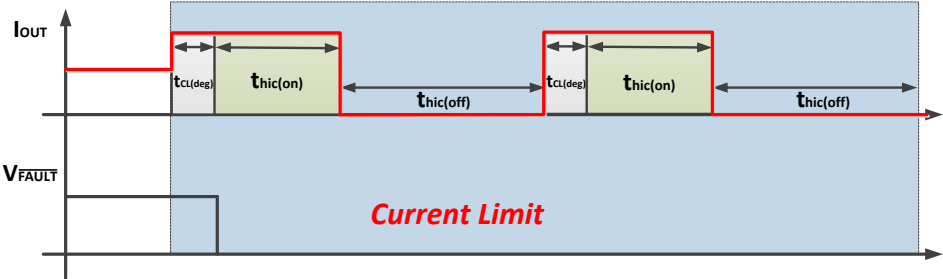 IOUT
tCL(deg) thic(on) tCL(deg) thic(on)
thic(off) thic(off)
VFAULT
Current Limit